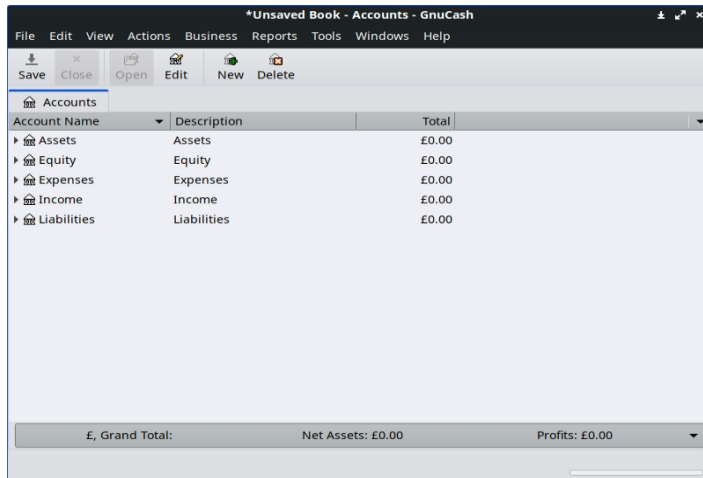 *Unsaved Book - Accounts - GnuCash
File Edit View Actions Business Reports Tools Windows Help
Save Close Open Edit New Delete
Accounts
Account Name Description Total
Assets Assets £0.00
Equity Equity £0.00
Expenses Expenses £0.00
Income Income £0.00
Liabilities Liabilities £0.00
£, Grand Total: Net Assets: £0.00 Profits: £0.00